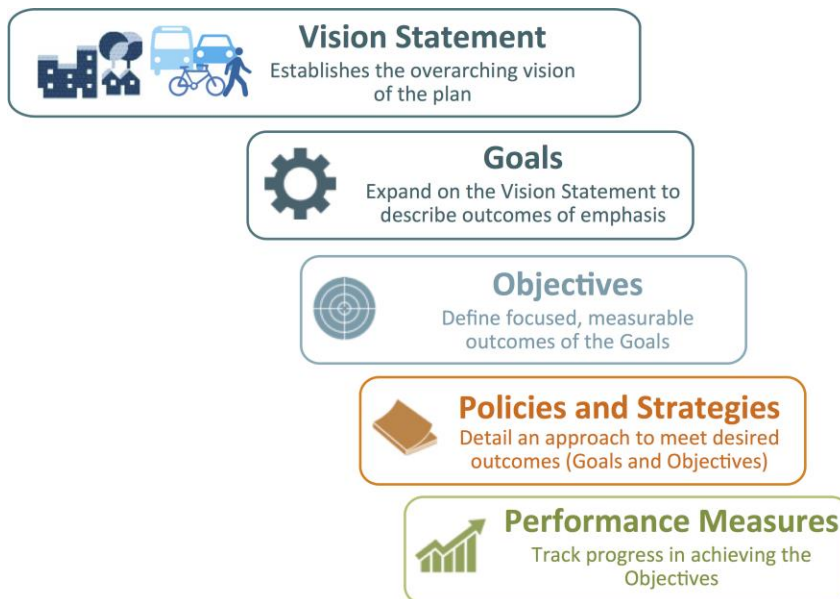 Vision Statement
Establishes the overarching vision
of the plan
Goals
Expand on the Vision Statement to
describe outcomes of emphasis
Objectives
Define focused, measurable
outcomes of the Goals
Policies and Strategies
Detail an approach to meet desired
outcomes (Goals and Objectives)
Performance Measures
Track progress in achieving the
Objectives